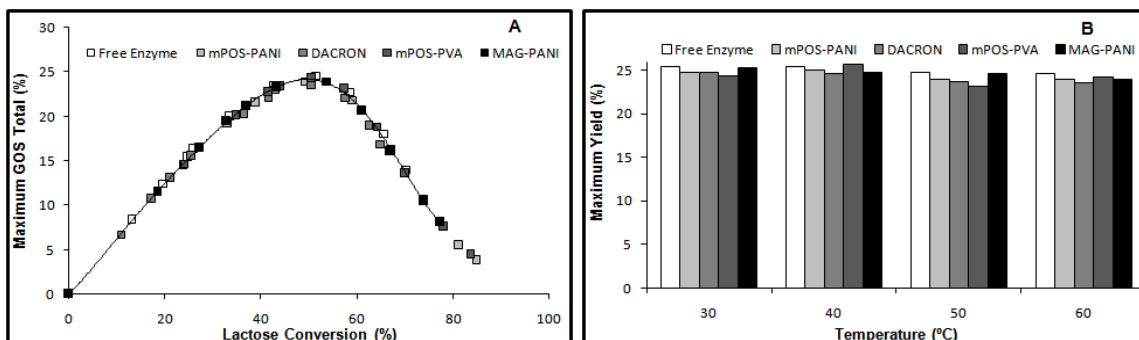 A
Free Enzyme mPOS-PANI DACRON mPOS-PVA MAG-PANI
Maximum GOS Total (%)
30
25
20
15
10
5
0
0 20 40 60 80 100
Lactose Conversion (%)
B
Free Enzyme mPOS-PANI DACRON mPOS-PVA MAG-PANI
Maximum Yield (%)
25
20
15
10
5
0
30 40 50 60
Temperature (ºC)